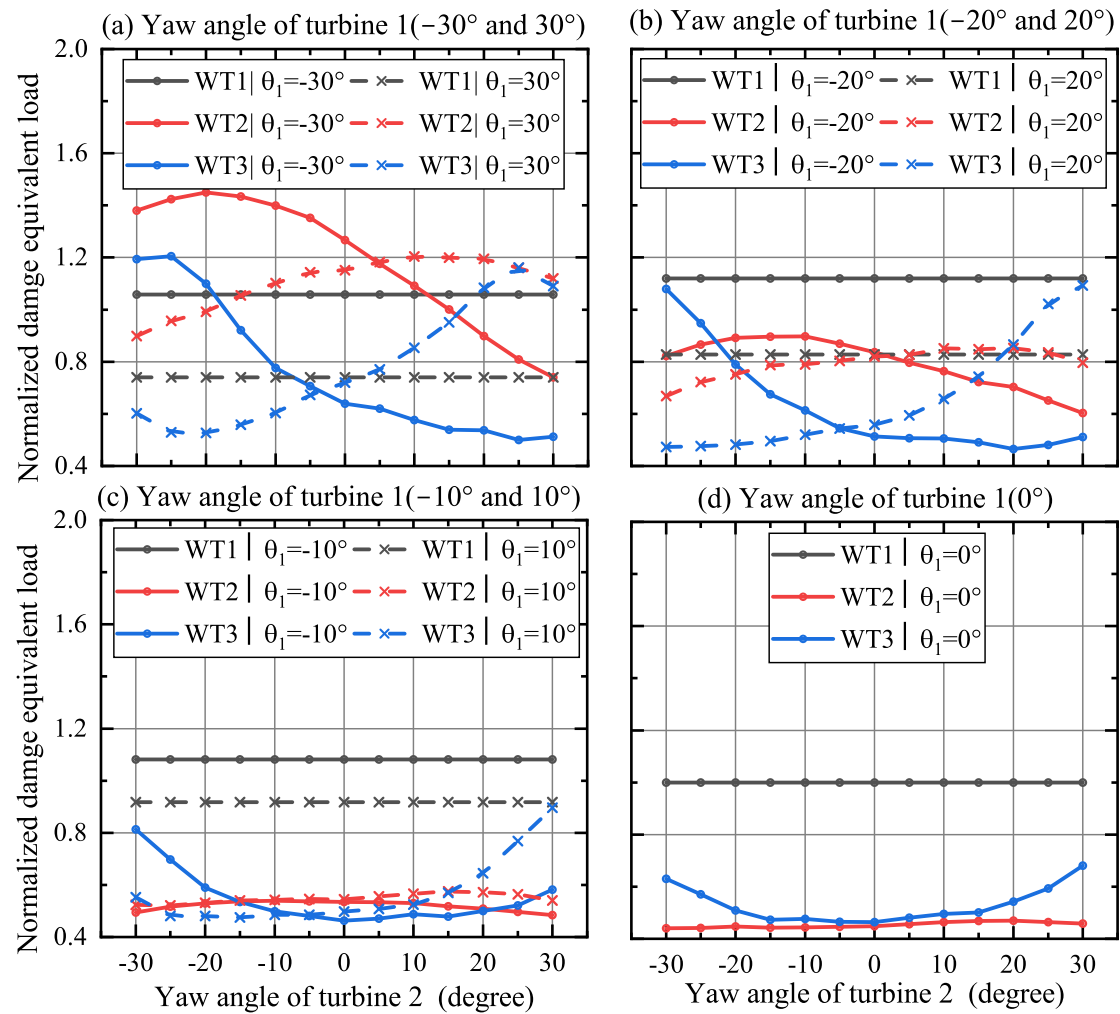 (a) Yaw angle of turbine 1(−30° and 30°)
(b) Yaw angle of turbine 1(−20° and 20°)
Normalized damge equivalent load
2.0
1.6
1.2
0.8
0.4
WT1| θ1=-30° WT1| θ1=30°
WT2| θ1=-30° WT2| θ1=30°
WT3| θ1=-30° WT3| θ1=30°
WT1 | θ1=-20° WT1 | θ1=20°
WT2 | θ1=-20° WT2 | θ1=20°
WT3 | θ1=-20° WT3 | θ1=20°
(c) Yaw angle of turbine 1(−10° and 10°)
(d) Yaw angle of turbine 1(0°)
Normalized damge equivalent load
2.0
1.6
1.2
0.8
0.4
WT1 | θ1=-10° WT1 | θ1=10°
WT2 | θ1=-10° WT2 | θ1=10°
WT3 | θ1=-10° WT3 | θ1=10°
WT1 | θ1=0°
WT2 | θ1=0°
WT3 | θ1=0°
-30 -20 -10 0 10 20 30
-30 -20 -10 0 10 20 30
Yaw angle of turbine 2 (degree)
Yaw angle of turbine 2 (degree)